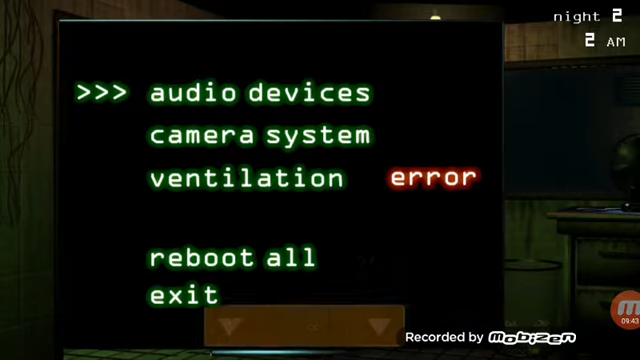 night 2
2 AM
>>> audio devices
camera system
ventilation error
reboot all
exit
09:43
Recorded by Mobizen